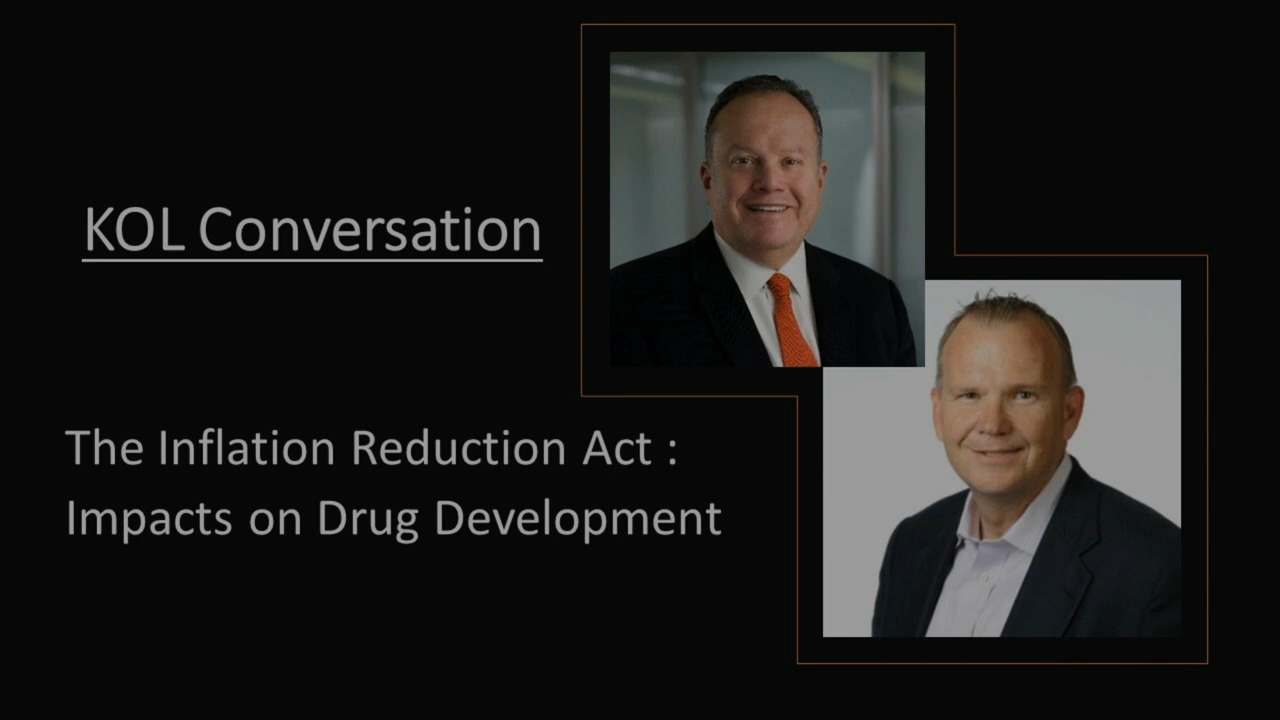 KOL Conversation
The Inflation Reduction Act :
Impacts on Drug Development